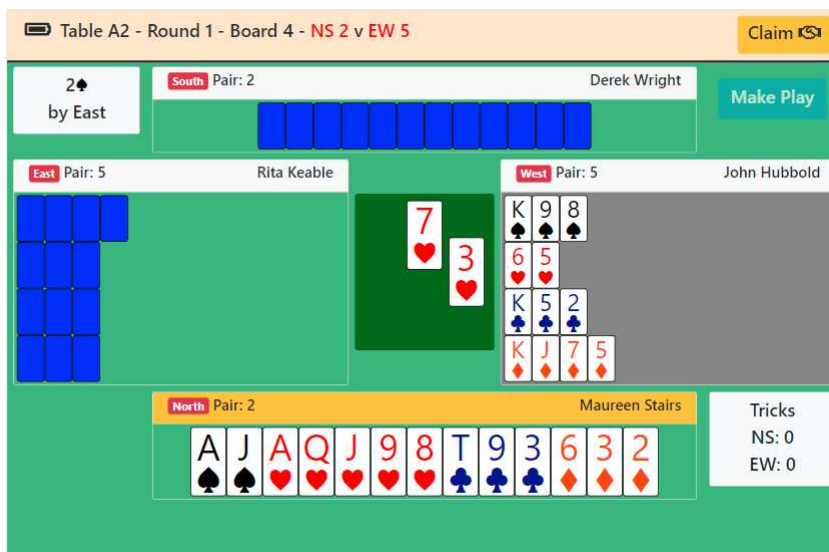 Table A2 - Round 1 - Board 4 - NS 2 v EW 5
Claim
2♠
by East
South Pair: 2 Derek Wright
Make Play
East Pair: 5 Rita Keable
West Pair: 5 John Hubbold
7♥
3♥
K♠ 9♠ 8♠
6♥ 5♥
K♣ 5♣ 2♣
K♦ J♦ 7♦ 5♦
North Pair: 2 Maureen Stairs
A♠ J♠ A♥ Q♥ J♥ 9♥ 8♥ T♣ 9♣ 3♣ 6♦ 3♦ 2♦
Tricks
NS: 0
EW: 0